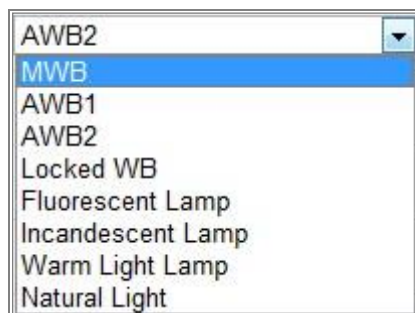 AWB2
MWB
AWB1
AWB2
Locked WB
Fluorescent Lamp
Incandescent Lamp
Warm Light Lamp
Natural Light